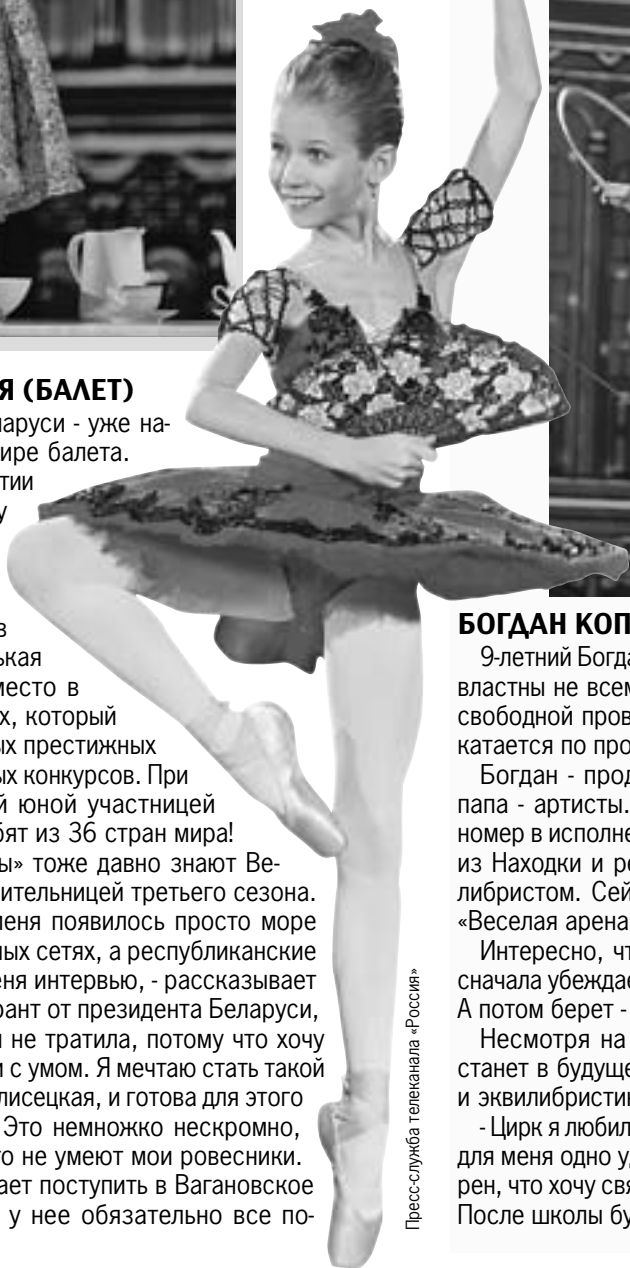 Я (БАЛЕТ)
ларуси - уже на-
ире балета.
тии
у
в
ькая
место в
х, который
ых престижных
ых конкурсов. При
й юной участницей
бят из 36 стран мира!
ы» тоже давно знают Ве-
ительницей третьего сезона.
меня появилось просто море
ных сетях, а республиканские
еня интервью, - рассказывает
рант от президента Беларуси,
и не тратила, потому что хочу
и с умом. Я мечтаю стать такой
лисецкая, и готова для этого
Это немножко нескромно,
го не умеют мои ровесники.
ает поступить в Вагановское
у нее обязательно все по-
Пресс-служба телеканала «Россия»
БОГДАН КОП
9-летний Богда
властны не всем
свободной пров
катается по про
Богдан - прод
папа - артисты.
номер в исполне
из Находки и ре
либристом. Сей
«Веселая арена
Интересно, чт
сначала убеждае
А потом берет -
Несмотря на
станет в будуще
и эквилибристин
- Цирк я любил
для меня одно у
рен, что хочу свя
После школы бу